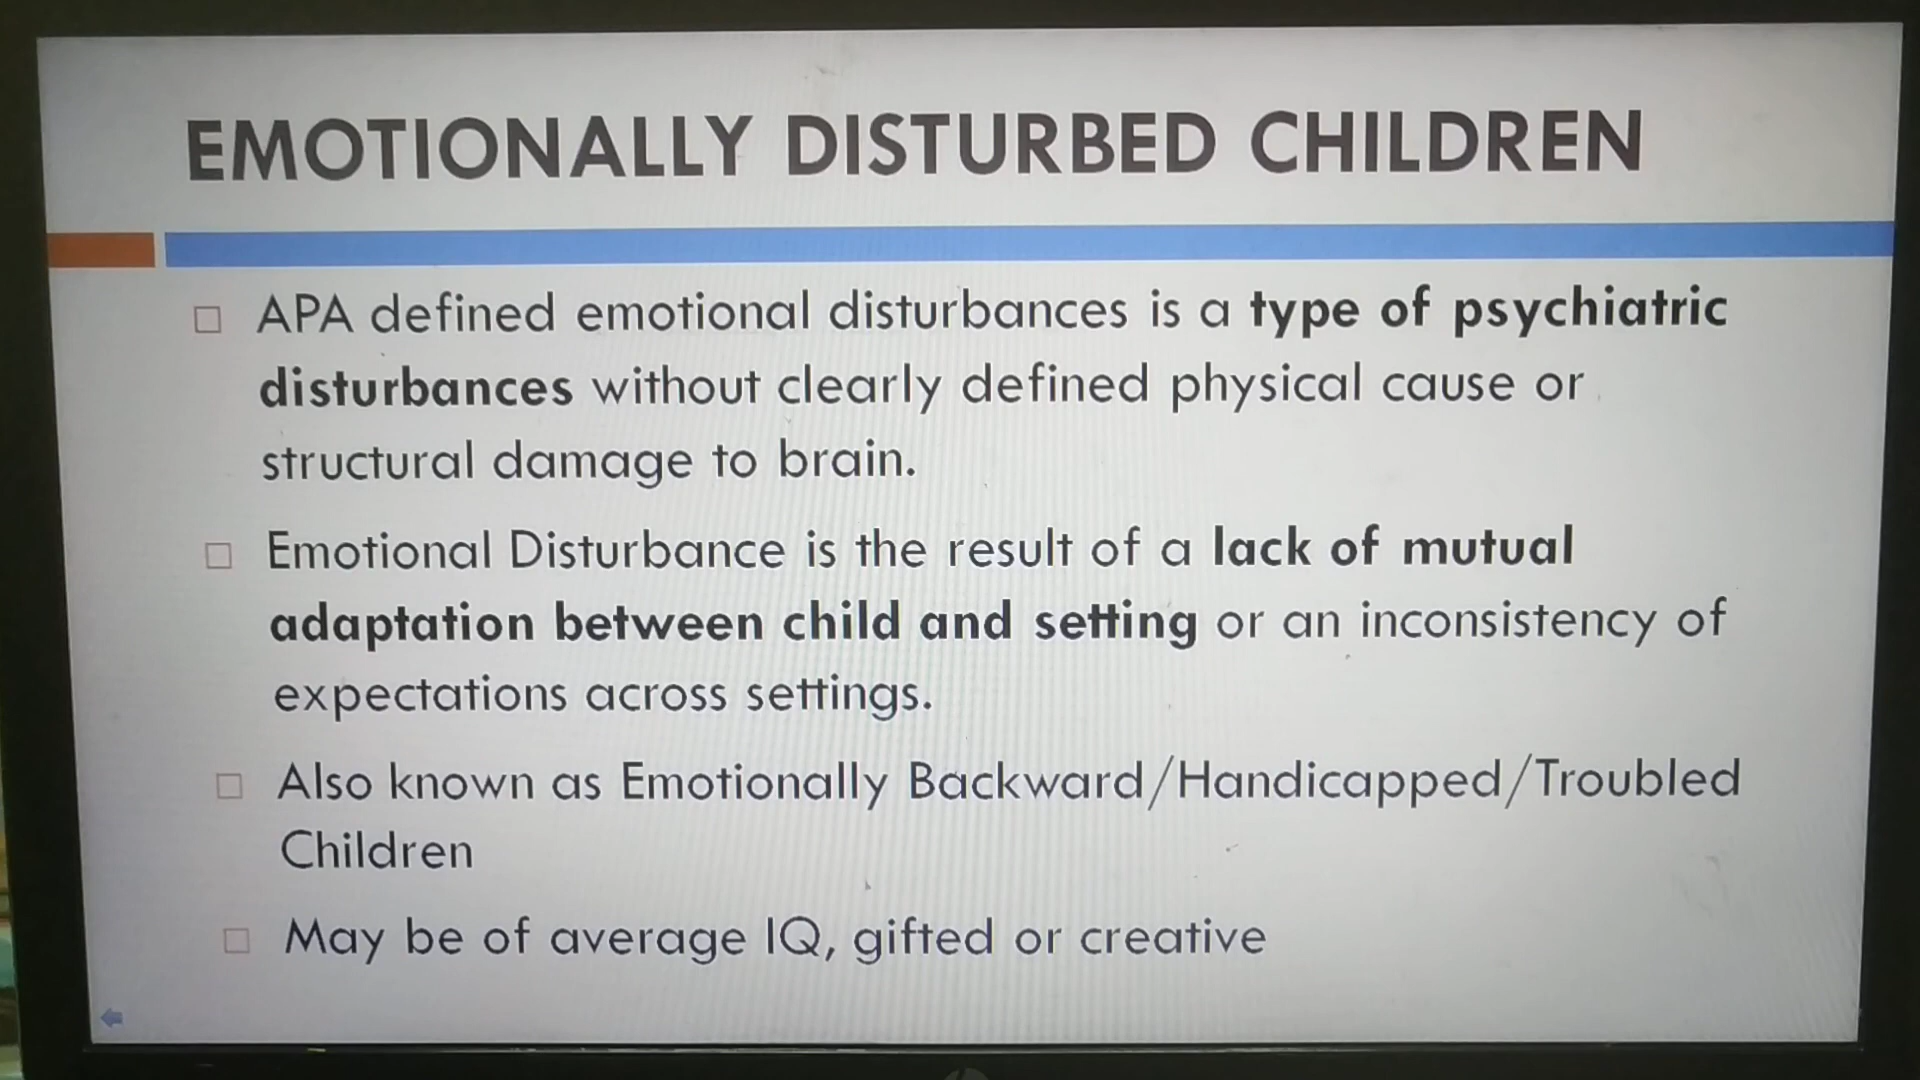 EMOTIONALLY DISTURBED CHILDREN
APA defined emotional disturbances is a type of psychiatric
disturbances without clearly defined physical cause or
structural damage to brain.
Emotional Disturbance is the result of a lack of mutual
adaptation between child and setting or an inconsistency of
expectations across settings.
Also known as Emotionally Backward/Handicapped/Troubled
Children
May be of average IQ, gifted or creative